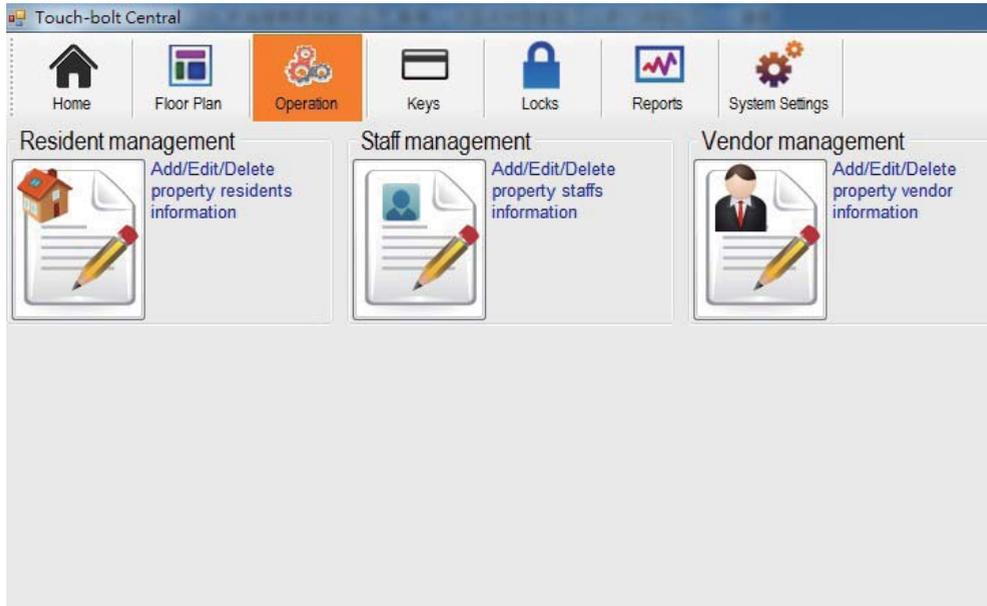 Touch-bolt Central
Home
Floor Plan
Operation
Keys
Locks
Reports
System Settings
Resident management
Add/Edit/Delete
property residents
information
Staff management
Add/Edit/Delete
property staffs
information
Vendor management
Add/Edit/Delete
property vendor
information